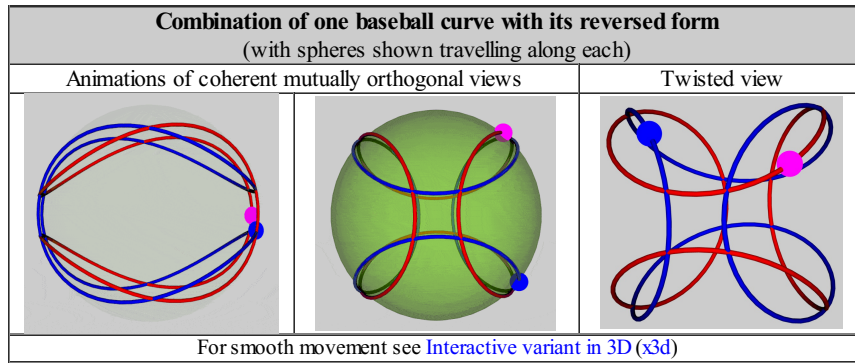 Combination of one baseball curve with its reversed form
(with spheres shown travelling along each)
Animations of coherent mutually orthogonal views
Twisted view
For smooth movement see Interactive variant in 3D (x3d)